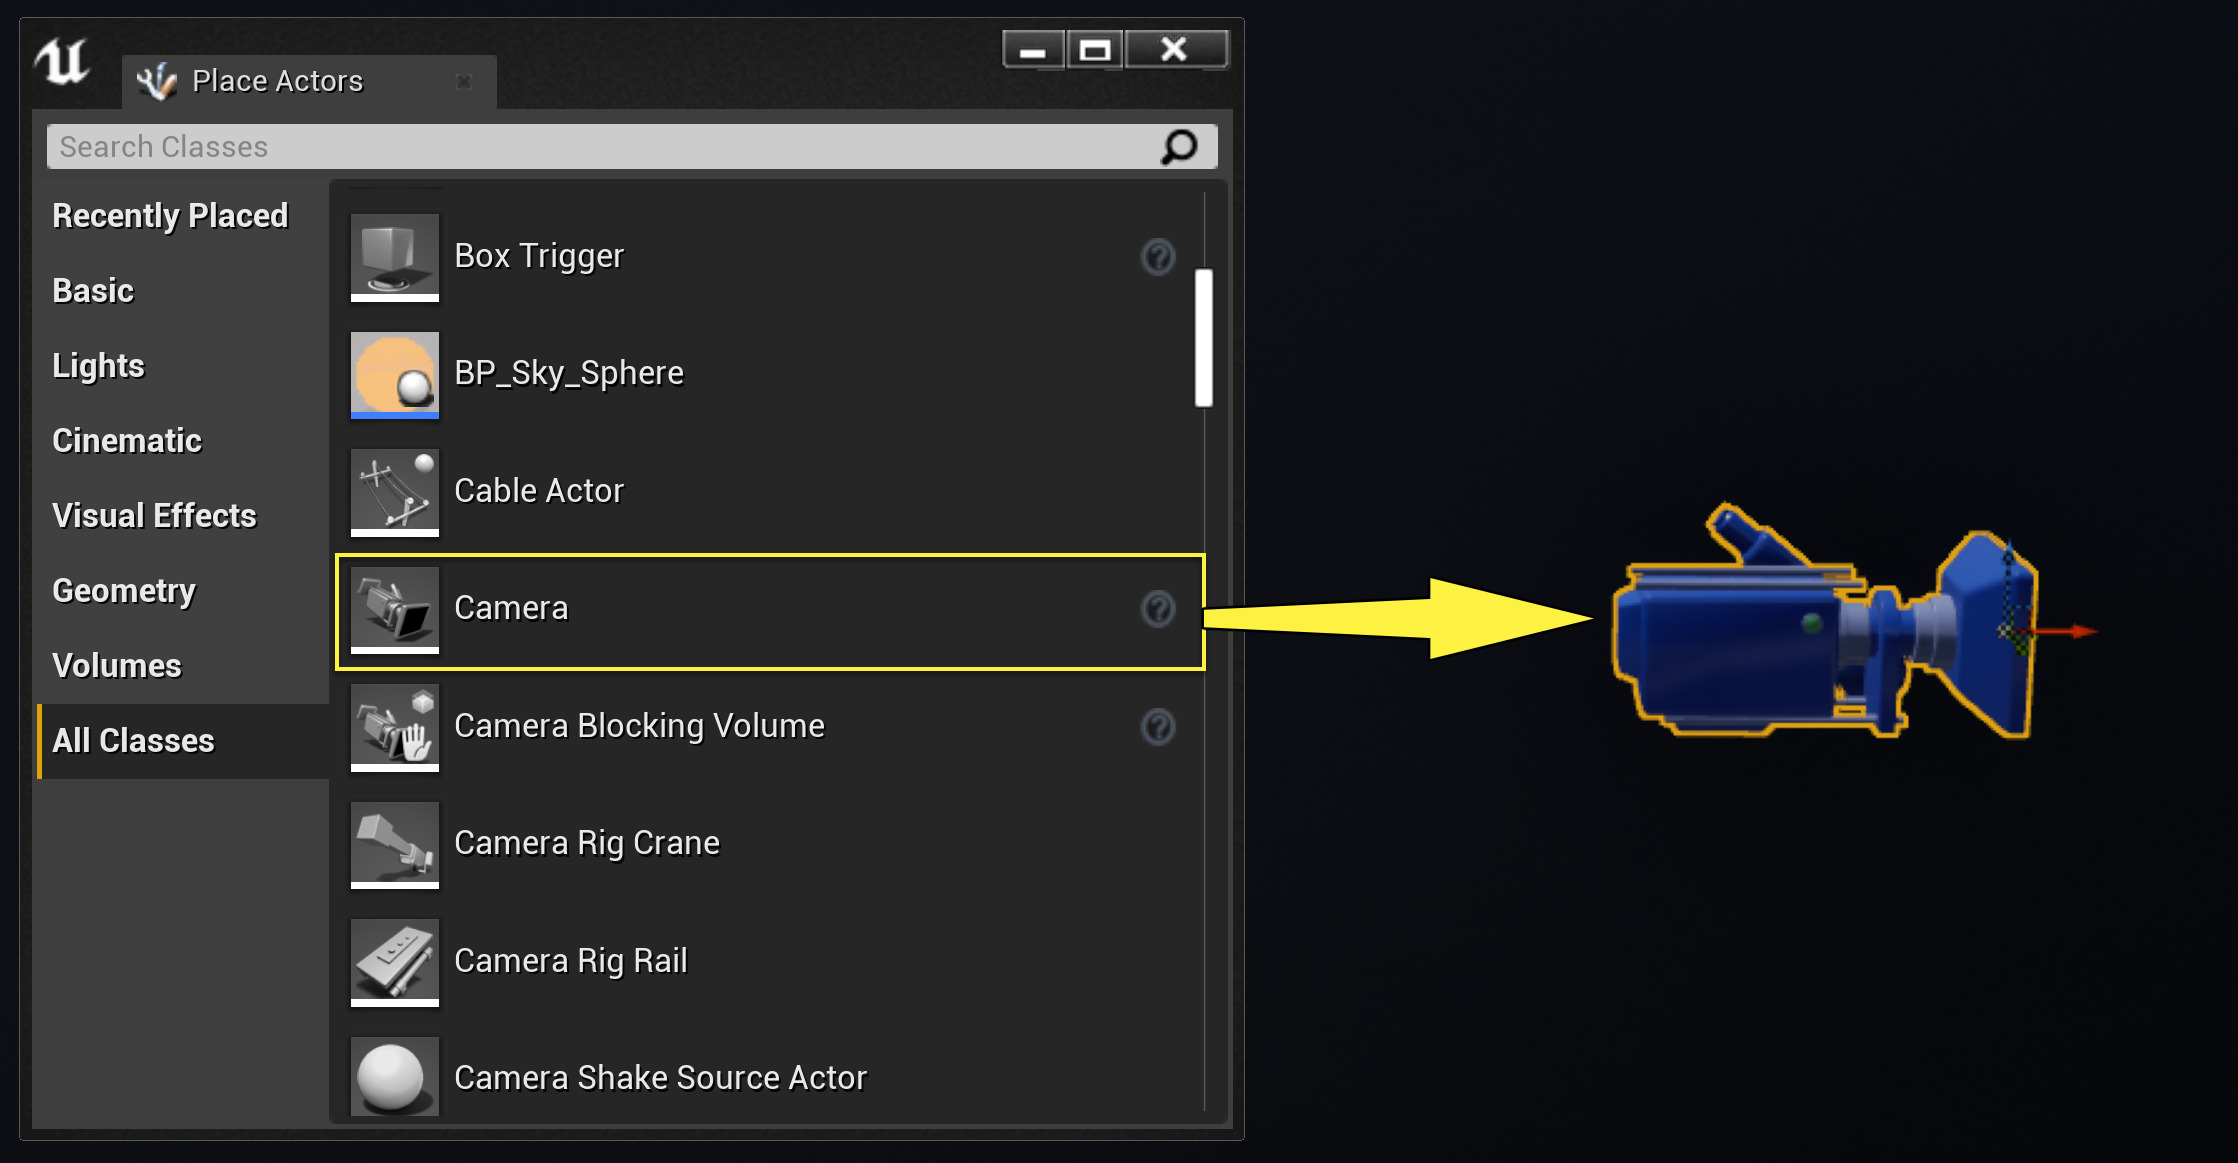 Place Actors
Search Classes
Recently Placed
Basic
Lights
Cinematic
Visual Effects
Geometry
Volumes
All Classes
Box Trigger
BP_Sky_Sphere
Cable Actor
Camera
Camera Blocking Volume
Camera Rig Crane
Camera Rig Rail
Camera Shake Source Actor